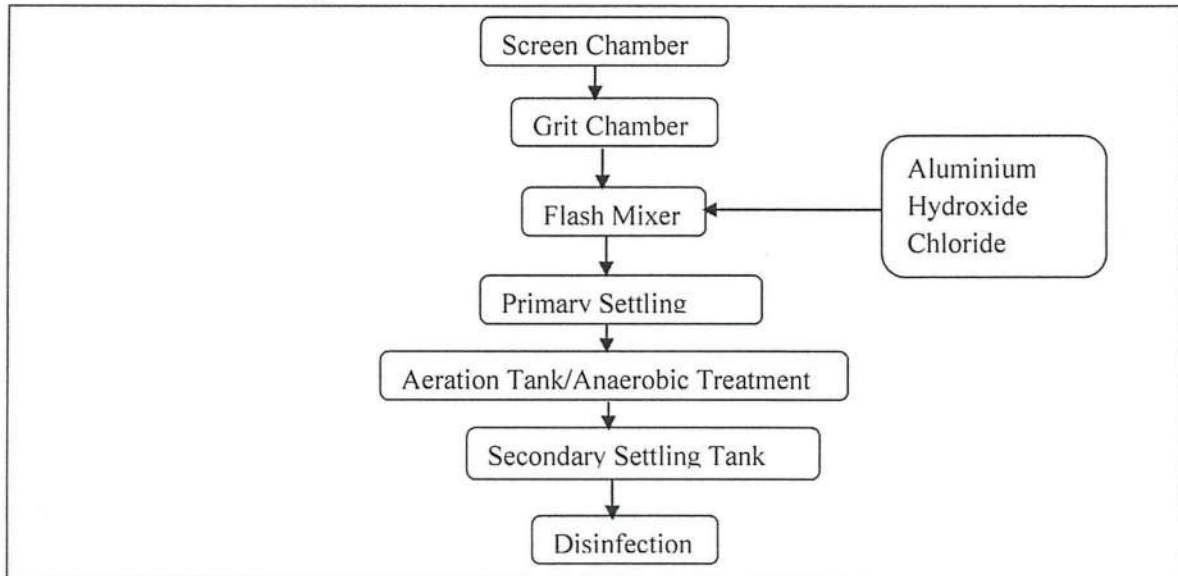 Screen Chamber
Grit Chamber
Aluminium
Hydroxide
Chloride
Flash Mixer
Primary Settling
Aeration Tank/Anaerobic Treatment
Secondary Settling Tank
Disinfection